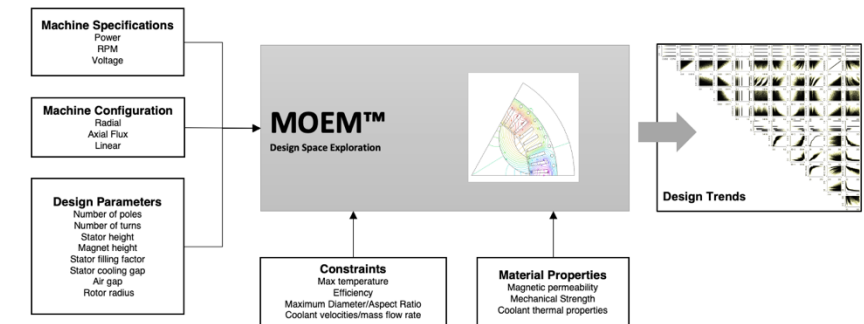 Machine Specifications
Power
RPM
Voltage
Machine Configuration
Radial
Axial Flux
Linear
Design Parameters
Number of poles
Number of turns
Stator height
Magnet height
Stator filling factor
Stator cooling gap
Air gap
Rotor radius
MOEM™
Design Space Exploration
Constraints
Max temperature
Efficiency
Maximum Diameter/Aspect Ratio
Coolant velocities/mass flow rate
Material Properties
Magnetic permeability
Mechanical Strength
Coolant thermal properties
Design Trends